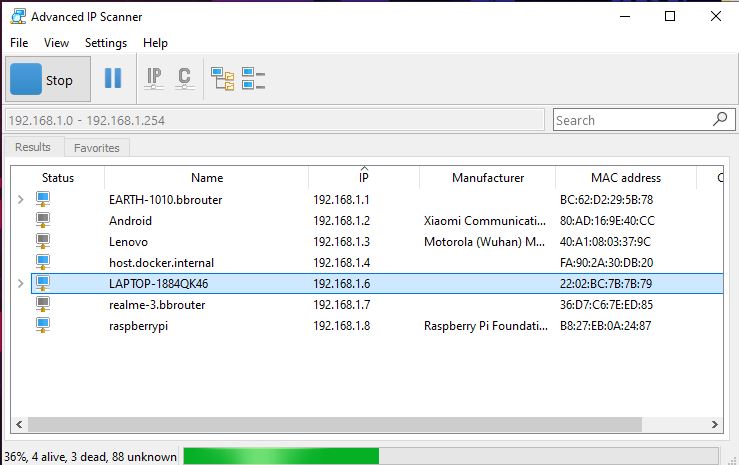 Advanced IP Scanner
File View Settings Help
Stop IP C
192.168.1.0 - 192.168.1.254 Search
Results Favorites
Status Name IP Manufacturer MAC address C
EARTH-1010.bbrouter 192.168.1.1 BC:62:D2:29:5B:78
Android 192.168.1.2 Xiaomi Communicati... 80:AD:16:9E:40:CC
Lenovo 192.168.1.3 Motorola (Wuhan) M... 40:A1:08:03:37:9C
host.docker.internal 192.168.1.4 FA:90:2A:30:DB:20
LAPTOP-1884QK46 192.168.1.6 22:02:BC:7B:7B:79
realme-3.bbrouter 192.168.1.7 36:D7:C6:7E:ED:85
raspberrypi 192.168.1.8 Raspberry Pi Foundati... B8:27:EB:0A:24:87
36%, 4 alive, 3 dead, 88 unknown